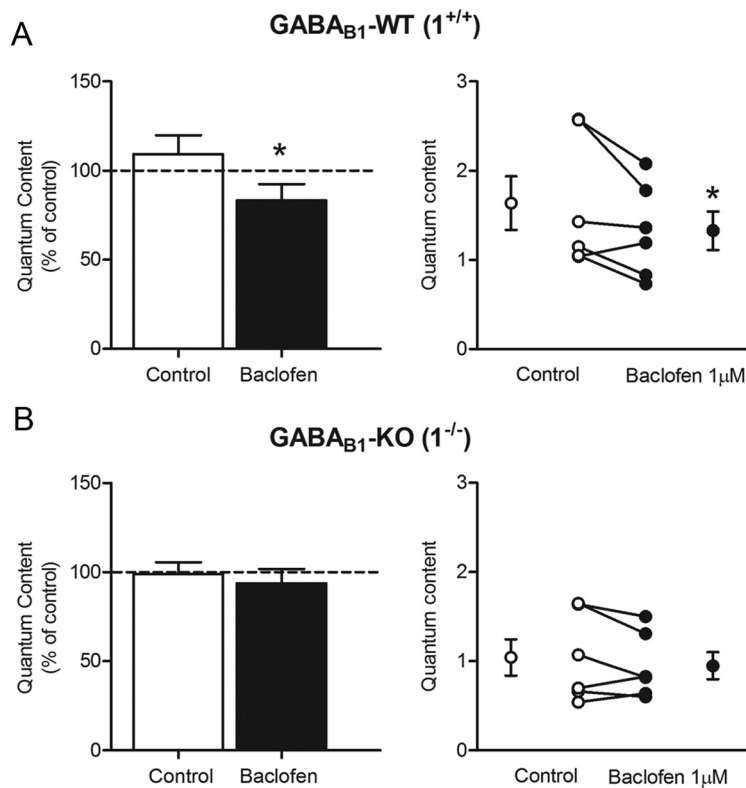 A
GABA_B1-WT (1^+/+)
Quantum Content
(% of control)
150
100
50
0
*
Control
Baclofen
Quantum content
3
2
1
0
*
Control
Baclofen 1µM
B
GABA_B1-KO (1^-/-)
Quantum Content
(% of control)
150
100
50
0
Control
Baclofen
Quantum content
3
2
1
0
Control
Baclofen 1µM